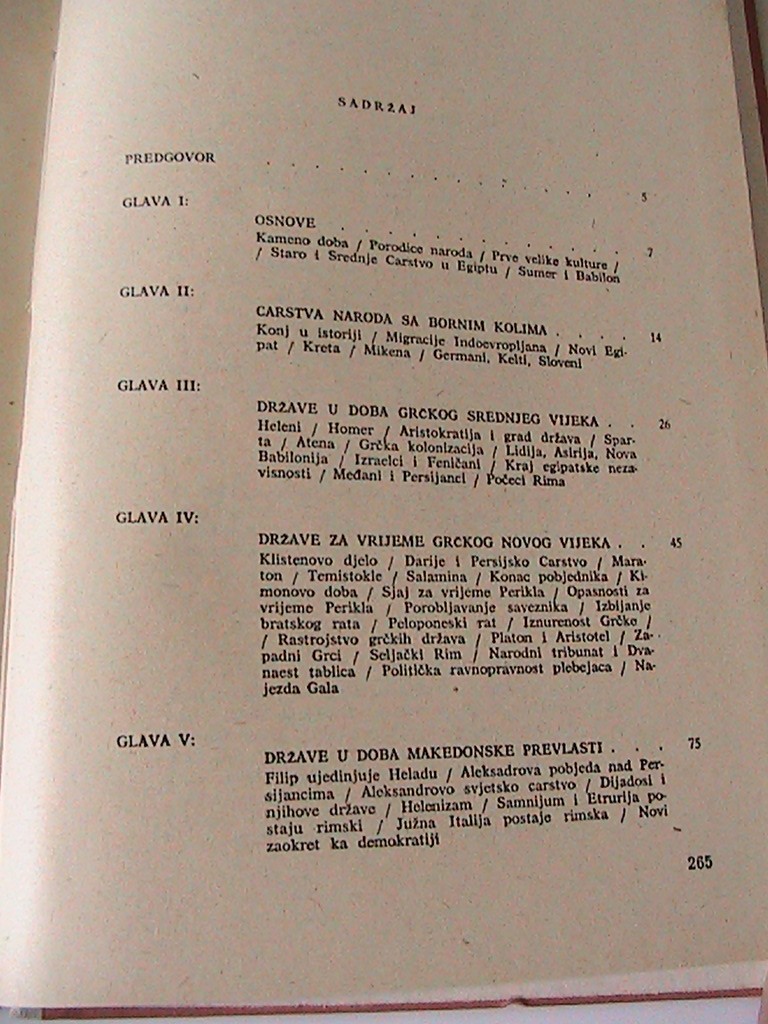 SADRŽAJ
PREDGOVOR . . . . . . . . . . . . 5
GLAVA I:
OSNOVE . . . . . . . . . . . . 7
Kameno doba / Porodice naroda / Prve velike kulture /
/ Staro i Srednje Carstvo u Egiptu / Sumer i Babilon
GLAVA II:
CARSTVA NARODA SA BORNIM KOLIMA . . . . 14
Konj u istoriji / Migracije Indoevropljana / Novi Egi-
pat / Kreta / Mikena / Germani, Kelti, Sloveni
GLAVA III:
DRŽAVE U DOBA GRČKOG SREDNJEG VIJEKA . . 26
Heleni / Homer / Aristokratija i grad država / Spar-
ta / Atena / Grčka kolonizacija / Lidija, Asirija, Nova
Babilonija / Izraelci i Feničani / Kraj egipatske neza-
visnosti / Međani i Persijanci / Počeci Rima
GLAVA IV:
DRŽAVE ZA VRIJEME GRČKOG NOVOG VIJEKA . . 45
Klistenovo djelo / Darije i Persijsko Carstvo / Mara-
ton / Temistokle / Salamina / Konac pobjednika / Ki-
monovo doba / Sjaj za vrijeme Perikla / Opasnosti za
vrijeme Perikla / Porobljavanje saveznika / Izbijanje
bratskog rata / Peloponeski rat / Iznurenost Grčke /
/ Rastrojstvo grčkih država / Platon i Aristotel / Za-
padni Grci / Seljački Rim / Narodni tribunat i Dva-
naest tablica / Politička ravnopravnost plebejaca / Na-
jezda Gala
GLAVA V:
DRŽAVE U DOBA MAKEDONSKE PREVLASTI . . . 75
Filip ujedinjuje Heladu / Aleksadrova pobjeda nad Per-
sijancima / Aleksandrovo svjetsko carstvo / Dijadosi i
njihove države / Helenizam / Samnijum i Etrurija po-
staju rimski / Južna Italija postaje rimska / Novi
zaokret ka demokratiji
265